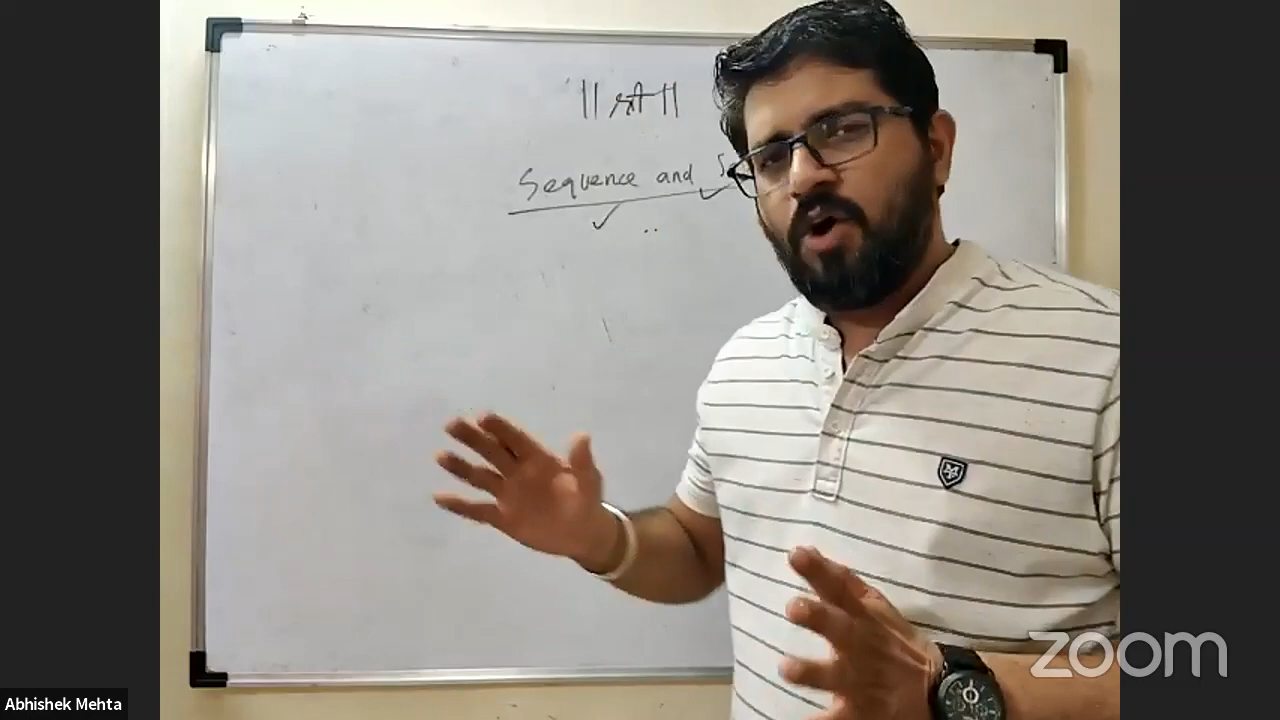 || श्री ||
Sequence and S
zoom
Abhishek Mehta